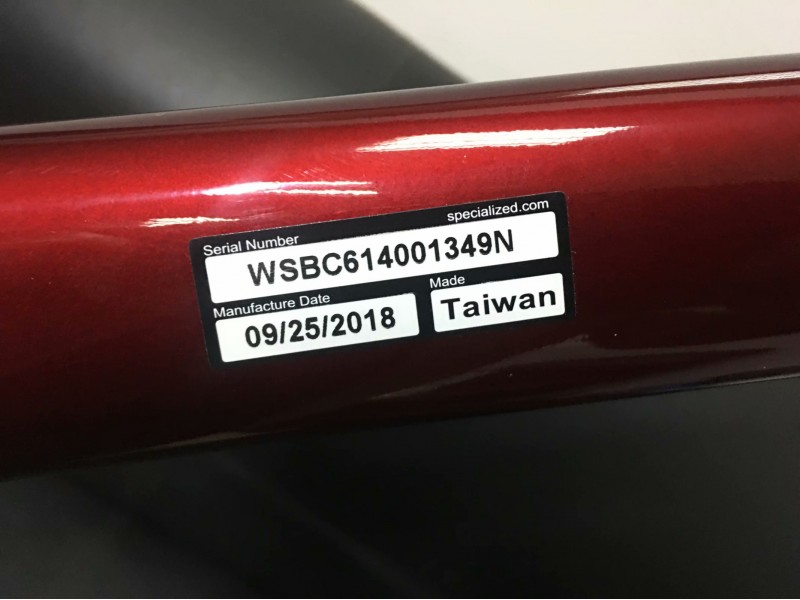 specialized.com
Serial Number
WSBC614001349N
Manufacture Date
Made
09/25/2018
Taiwan